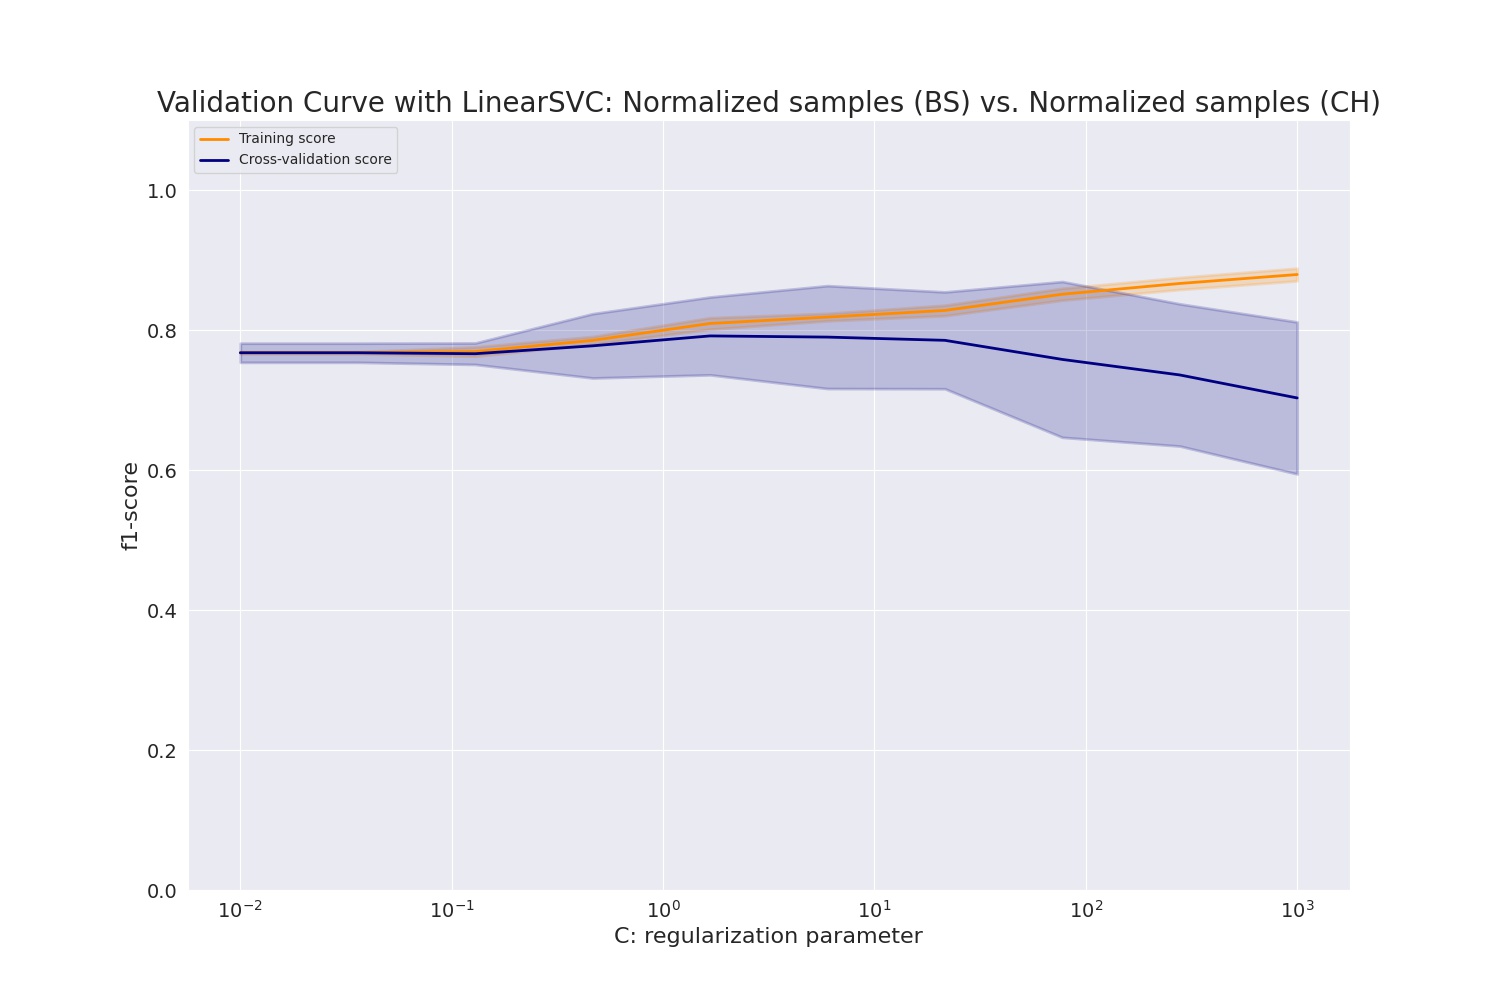 Validation Curve with LinearSVC: Normalized samples (BS) vs. Normalized samples (CH)
Training score
Cross-validation score
1.0
0.8
0.6
0.4
0.2
0.0
f1-score
10⁻² 10⁻¹ 10⁰ 10¹ 10² 10³
C: regularization parameter